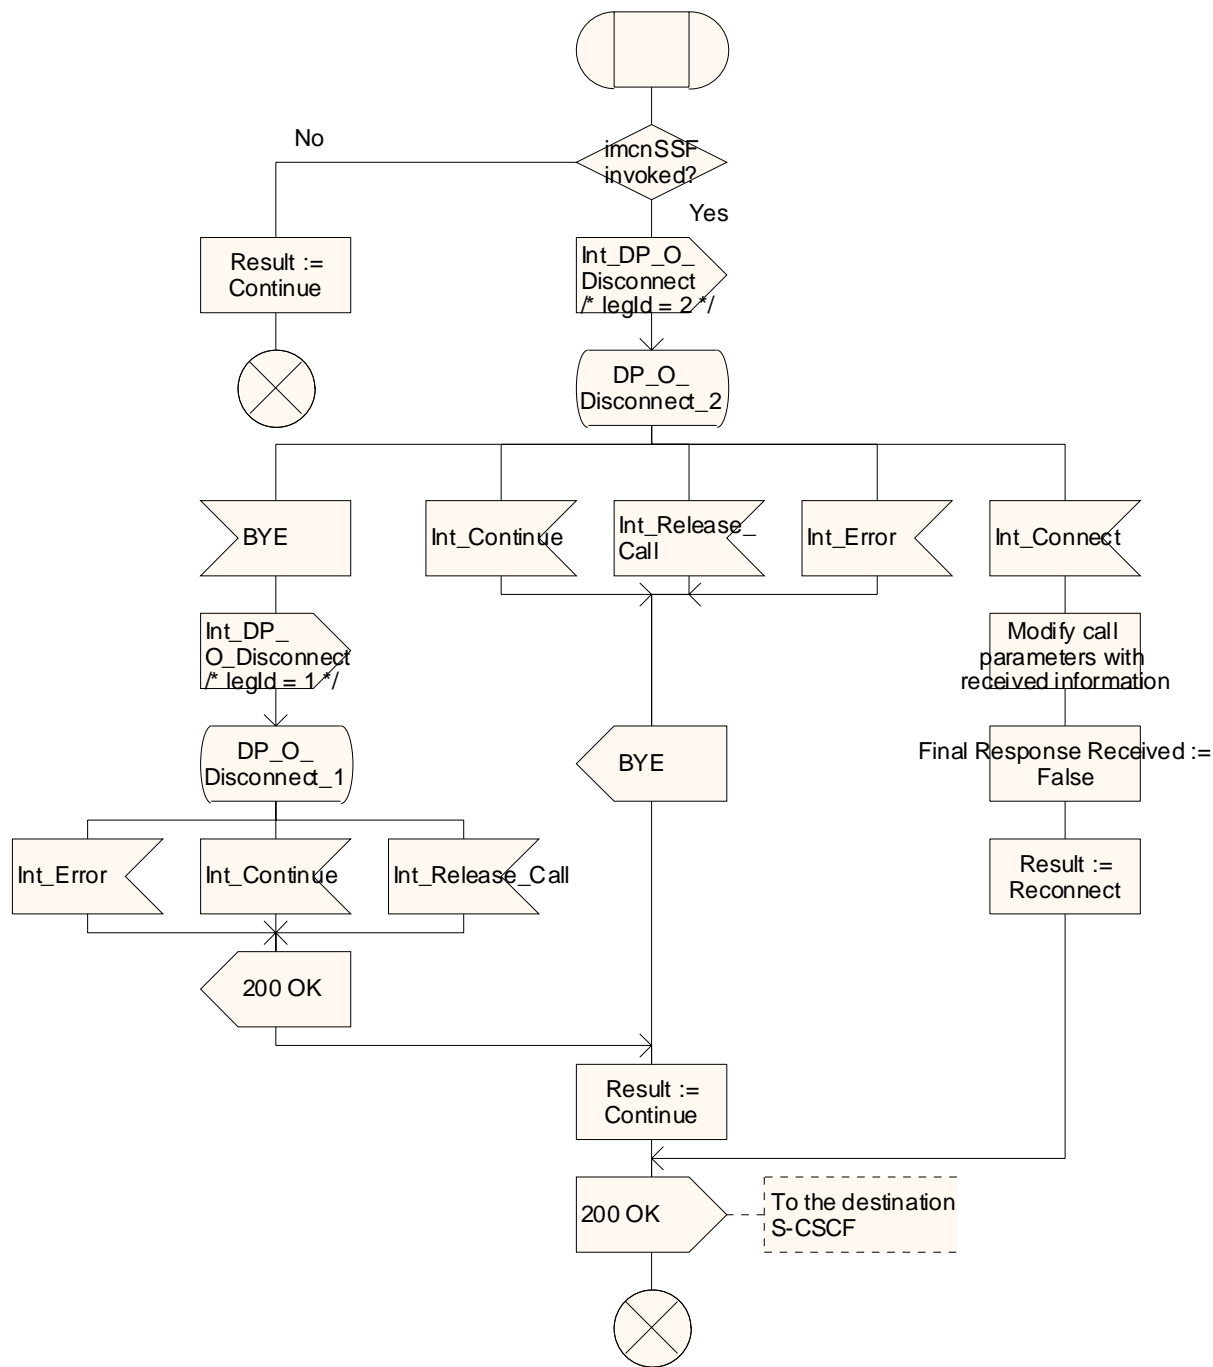 No
imcnSSF
invoked?
Yes
Result :=
Continue
Int_DP_O_
Disconnect
/* legId = 2 */
DP_O_
Disconnect_2
BYE
Int_Continue
Int_Release_
Call
Int_Error
Int_Connect
Int_DP_
O_Disconnect
/* legId = 1 */
Modify call
parameters with
received information
DP_O_
Disconnect_1
BYE
Final Response Received :=
False
Int_Error
Int_Continue
Int_Release_Call
Result :=
Reconnect
200 OK
Result :=
Continue
200 OK
To the destination
S-CSCF